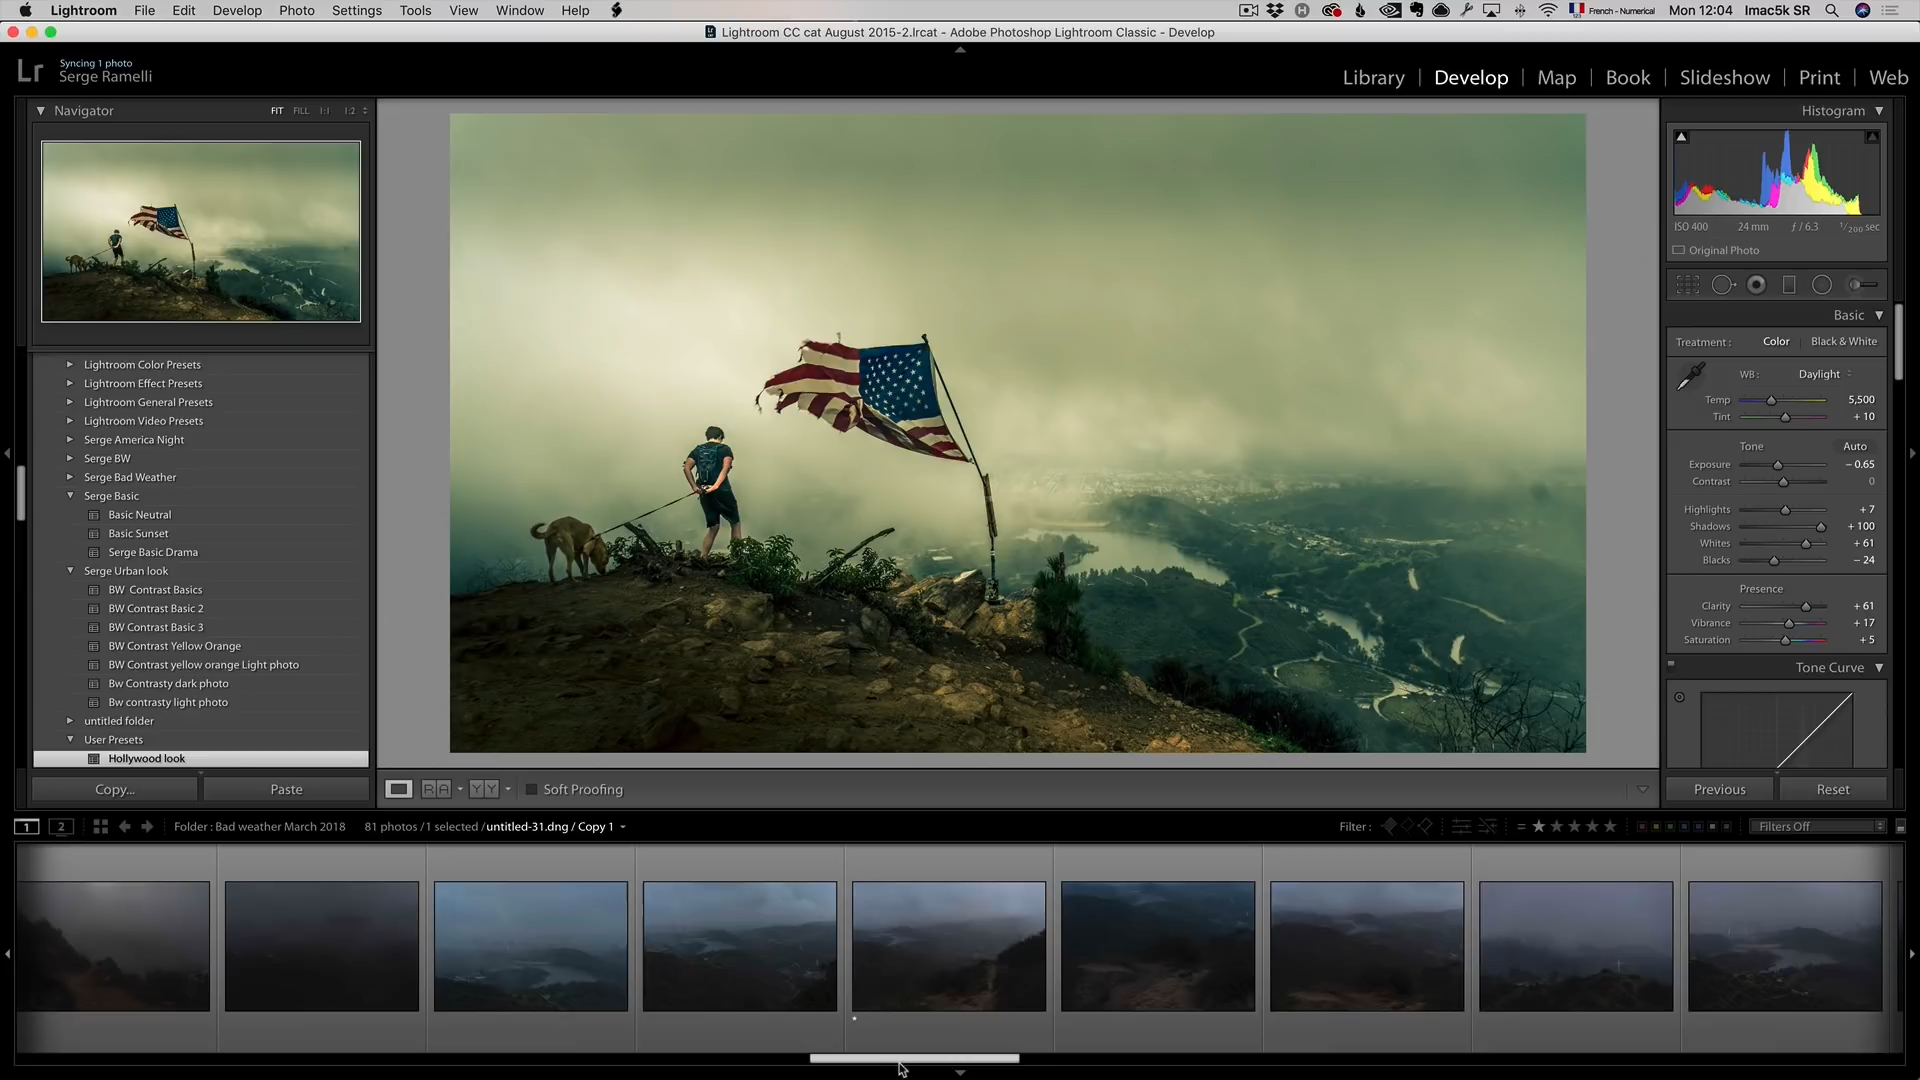 Lightroom File Edit Develop Photo Settings Tools View Window Help
French - Numerical Mon 12:04 Imac5k SR
Lightroom CC cat August 2015-2.lrcat - Adobe Photoshop Lightroom Classic - Develop
Lr
Syncing 1 photo
Serge Ramelli
Library | Develop | Map | Book | Slideshow | Print | Web
Navigator FIT FILL 1:1 1:2
Lightroom Color Presets
Lightroom Effect Presets
Lightroom General Presets
Lightroom Video Presets
Serge America Night
Serge BW
Serge Bad Weather
Serge Basic
Basic Neutral
Basic Sunset
Serge Basic Drama
Serge Urban look
BW Contrast Basics
BW Contrast Basic 2
BW Contrast Basic 3
BW Contrast Yellow Orange
BW Contrast yellow orange Light photo
Bw Contrasty dark photo
Bw contrasty light photo
untitled folder
User Presets
Hollywood look
Copy... Paste
Soft Proofing
Histogram
ISO 400 24 mm ƒ / 6.3 1/200 sec
Original Photo
Basic
Treatment : Color | Black & White
WB : Daylight
Temp 5,500
Tint + 10
Tone Auto
Exposure − 0.65
Contrast 0
Highlights + 7
Shadows + 100
Whites + 61
Blacks − 24
Presence
Clarity + 61
Vibrance + 17
Saturation + 5
Tone Curve
Previous Reset
1 2 Folder : Bad weather March 2018 81 photos / 1 selected / untitled-31.dng / Copy 1
Filter : Filters Off